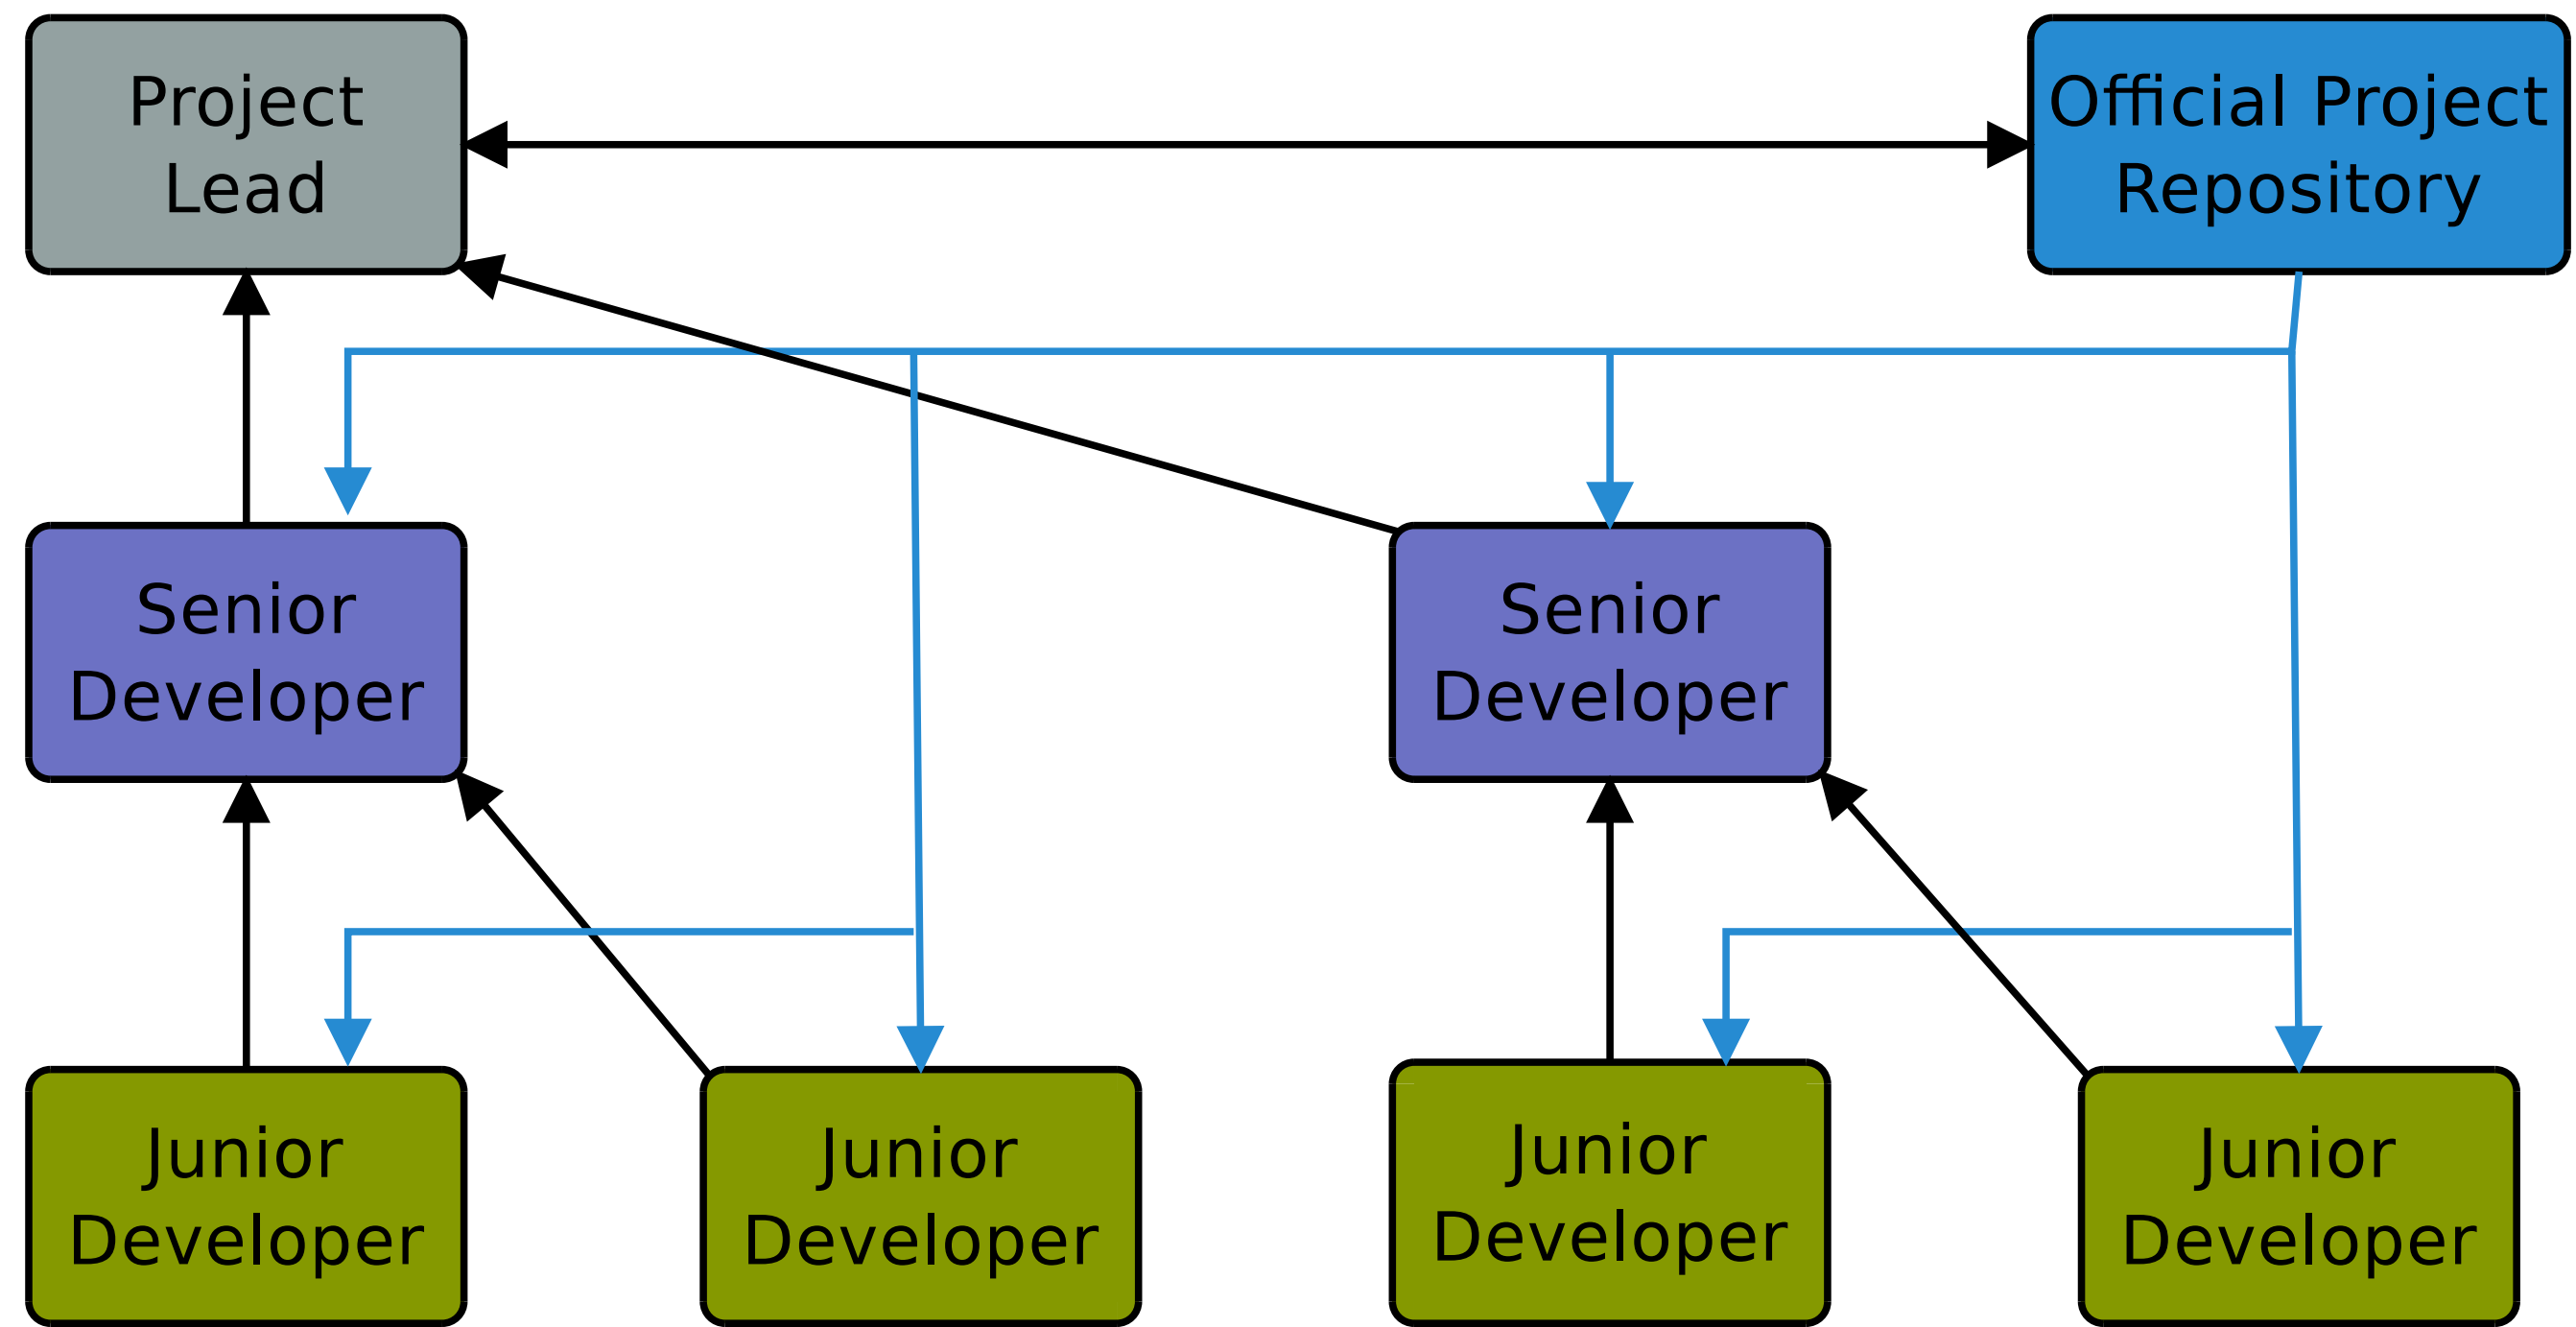 Project
Lead
Official Project
Repository
Senior
Developer
Senior
Developer
Junior
Developer
Junior
Developer
Junior
Developer
Junior
Developer